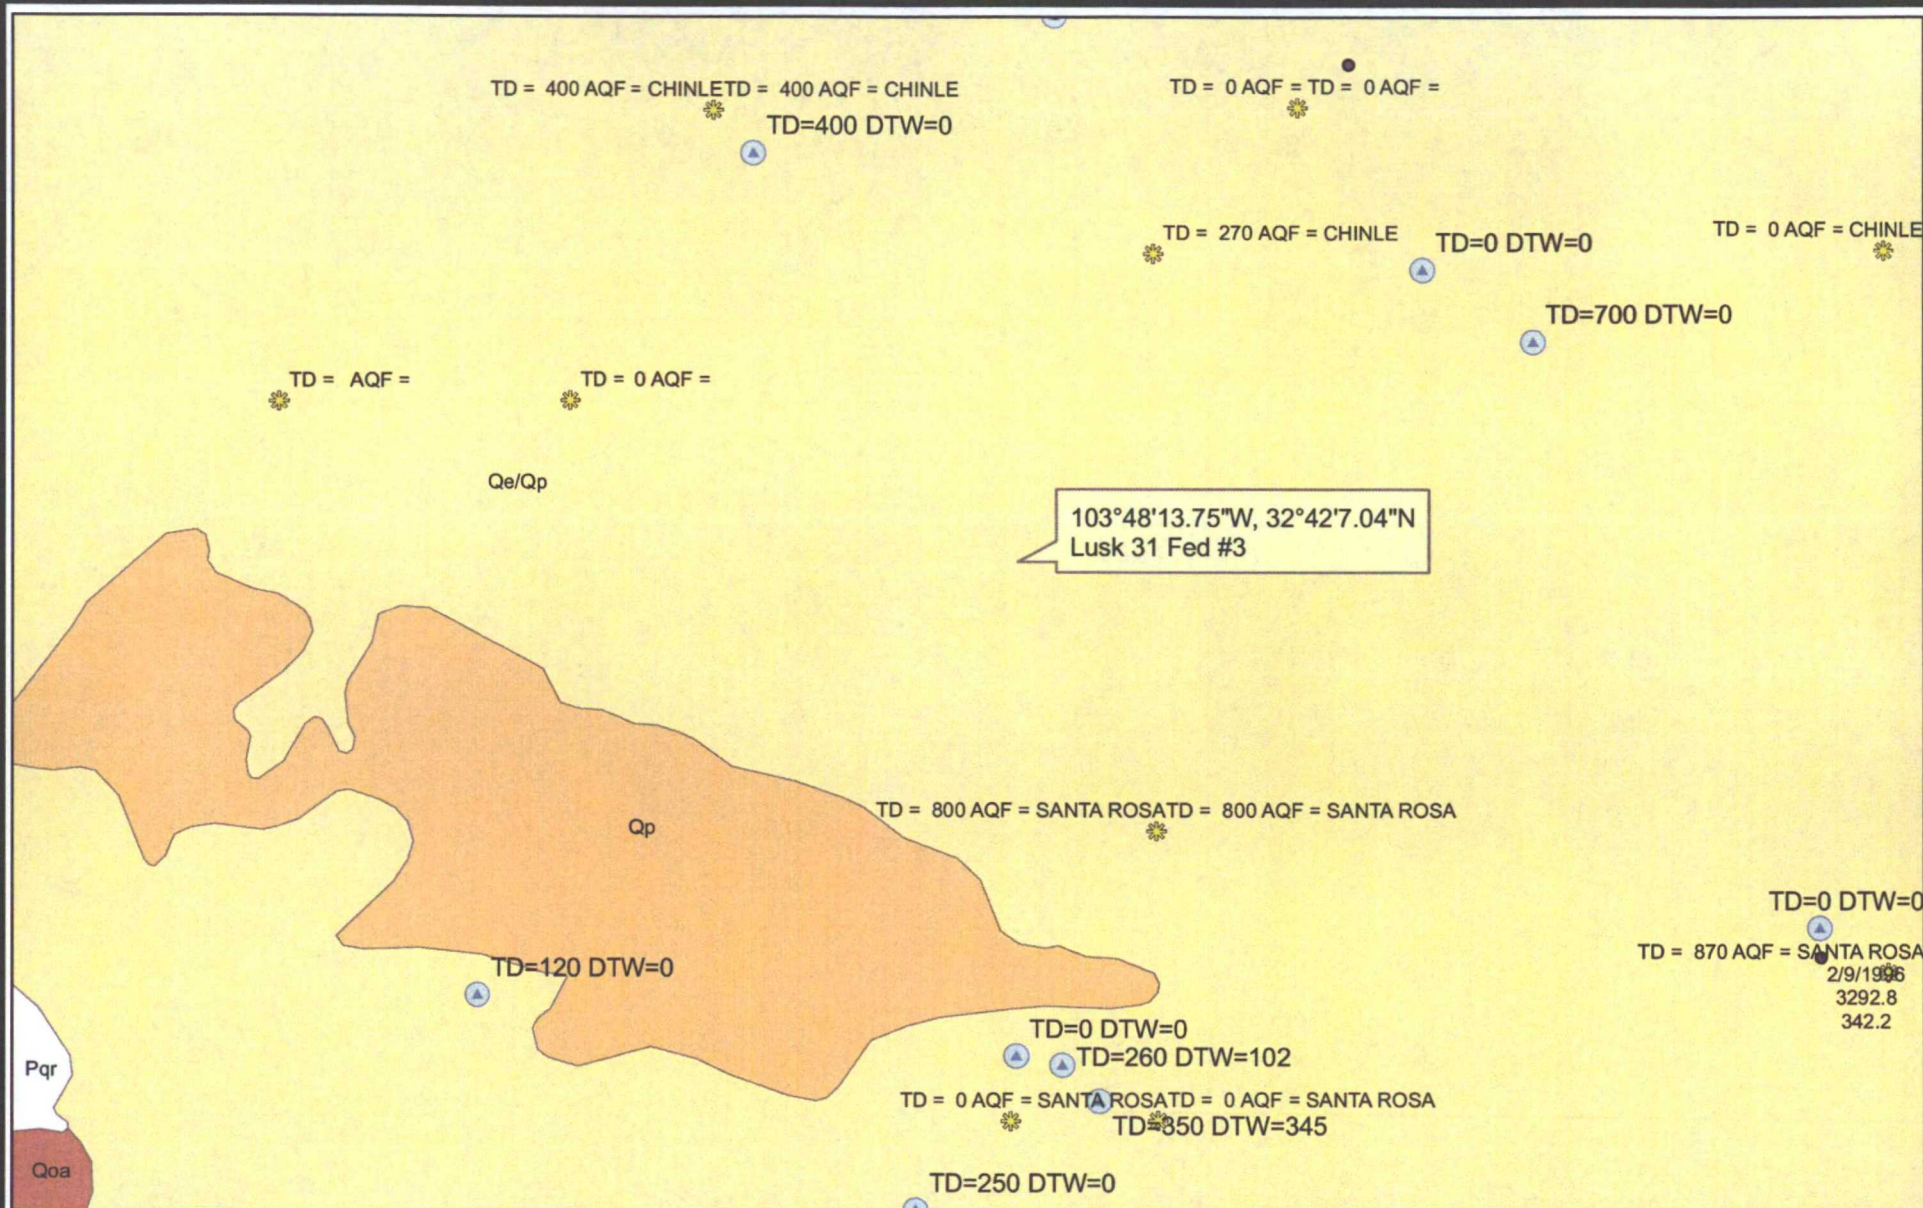 TD = 400 AQF = CHINLETD = 400 AQF = CHINLE
TD = 0 AQF = TD = 0 AQF =
TD=400 DTW=0
TD = 270 AQF = CHINLE
TD=0 DTW=0
TD = 0 AQF = CHINLE
TD=700 DTW=0
TD = AQF =
TD = 0 AQF =
Qe/Qp
103°48'13.75"W, 32°42'7.04"N
Lusk 31 Fed #3
TD = 800 AQF = SANTA ROSATD = 800 AQF = SANTA ROSA
Qp
TD=0 DTW=0
TD = 870 AQF = SANTA ROSA
2/9/1996
3292.8
342.2
TD=120 DTW=0
TD=0 DTW=0
TD=260 DTW=102
Pqr
TD = 0 AQF = SANTA ROSATD = 0 AQF = SANTA ROSA
TD=350 DTW=345
Qoa
TD=250 DTW=0